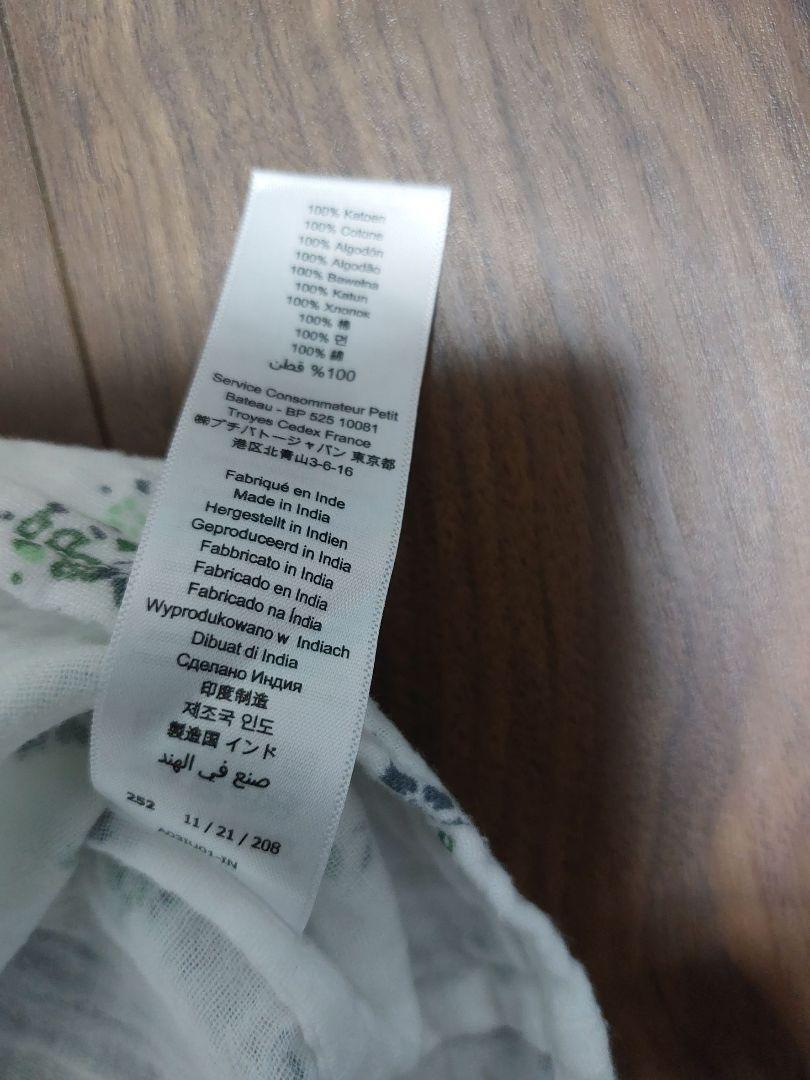 100% Katoen
100% Cotone
100% Algodón
100% Algodão
100% Bawełna
100% Katun
100% Хлопок
100% 棉
100% 면
100% 綿
100% قطن
Service Consommateur Petit
Bateau - BP 525 10081
Troyes Cedex France
㈱プチバトージャパン 東京都
港区北青山3-6-16
Fabriqué en Inde
Made in India
Hergestellt in Indien
Geproduceerd in India
Fabbricato in India
Fabricado en India
Fabricado na Índia
Wyprodukowano w Indiach
Dibuat di India
Сделано Индия
印度制造
제조국 인도
製造国 インド
صنع في الهند
252 11 / 21 / 208